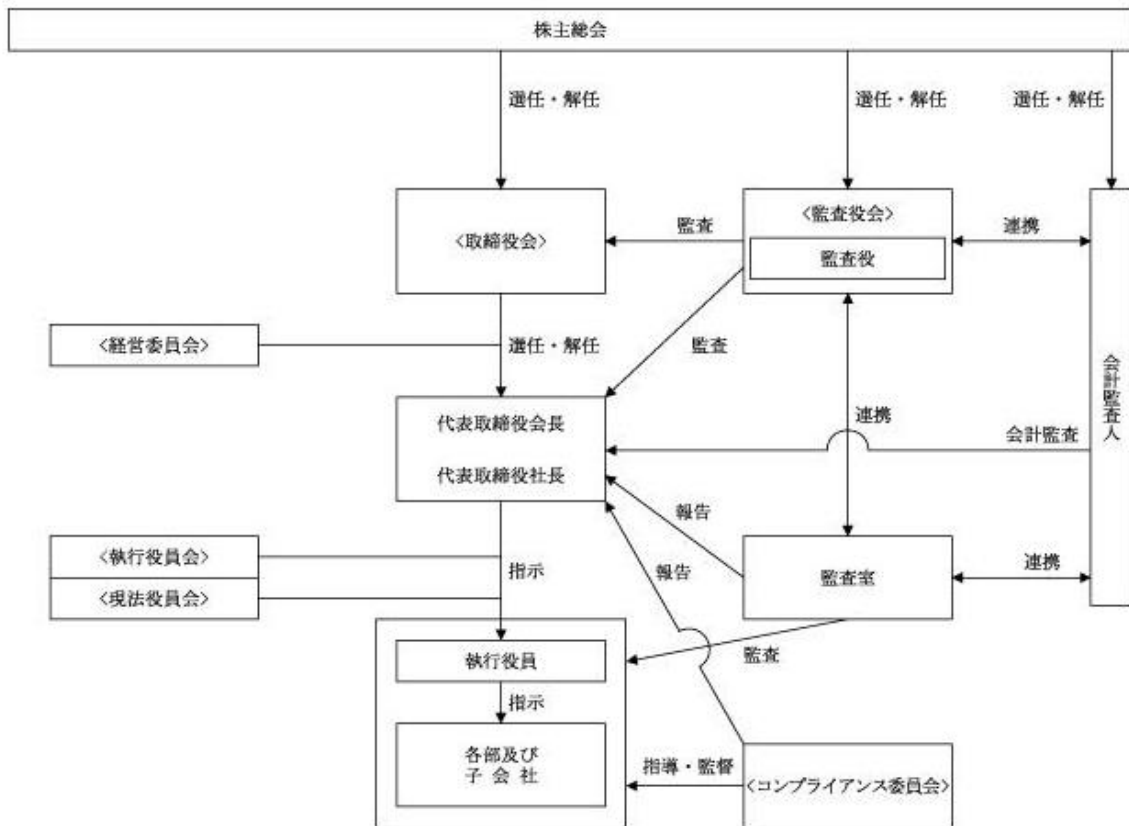 株主総会
選任・解任
選任・解任
選任・解任
<取締役会>
監査
<監査役会>
監査役
連携
会計監査人
<経営委員会>
選任・解任
監査
代表取締役会長
代表取締役社長
連携
会計監査
報告
<執行役員会>
<現法役員会>
指示
報告
監査室
連携
執行役員
監査
指示
各部及び
子会社
指導・監督
<コンプライアンス委員会>